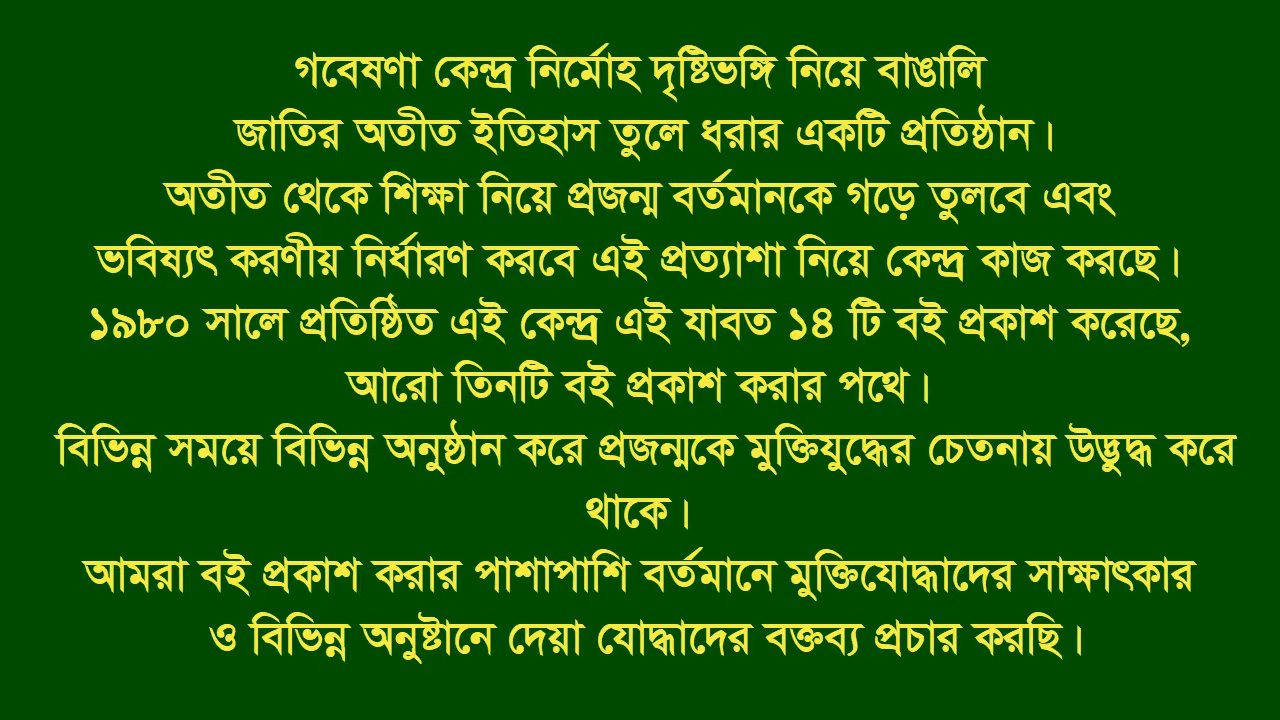 গবেষণা কেন্দ্র নির্মোহ দৃষ্টিভঙ্গি নিয়ে বাঙালি
জাতির অতীত ইতিহাস তুলে ধরার একটি প্রতিষ্ঠান।
অতীত থেকে শিক্ষা নিয়ে প্রজন্ম বর্তমানকে গড়ে তুলবে এবং
ভবিষ্যৎ করণীয় নির্ধারণ করবে এই প্রত্যাশা নিয়ে কেন্দ্র কাজ করছে।
১৯৮০ সালে প্রতিষ্ঠিত এই কেন্দ্র এই যাবত ১৪ টি বই প্রকাশ করেছে,
আরো তিনটি বই প্রকাশ করার পথে।
বিভিন্ন সময়ে বিভিন্ন অনুষ্ঠান করে প্রজন্মকে মুক্তিযুদ্ধের চেতনায় উদ্ভুদ্ধ করে
থাকে।
আমরা বই প্রকাশ করার পাশাপাশি বর্তমানে মুক্তিযোদ্ধাদের সাক্ষাৎকার
ও বিভিন্ন অনুষ্টানে দেয়া যোদ্ধাদের বক্তব্য প্রচার করছি।